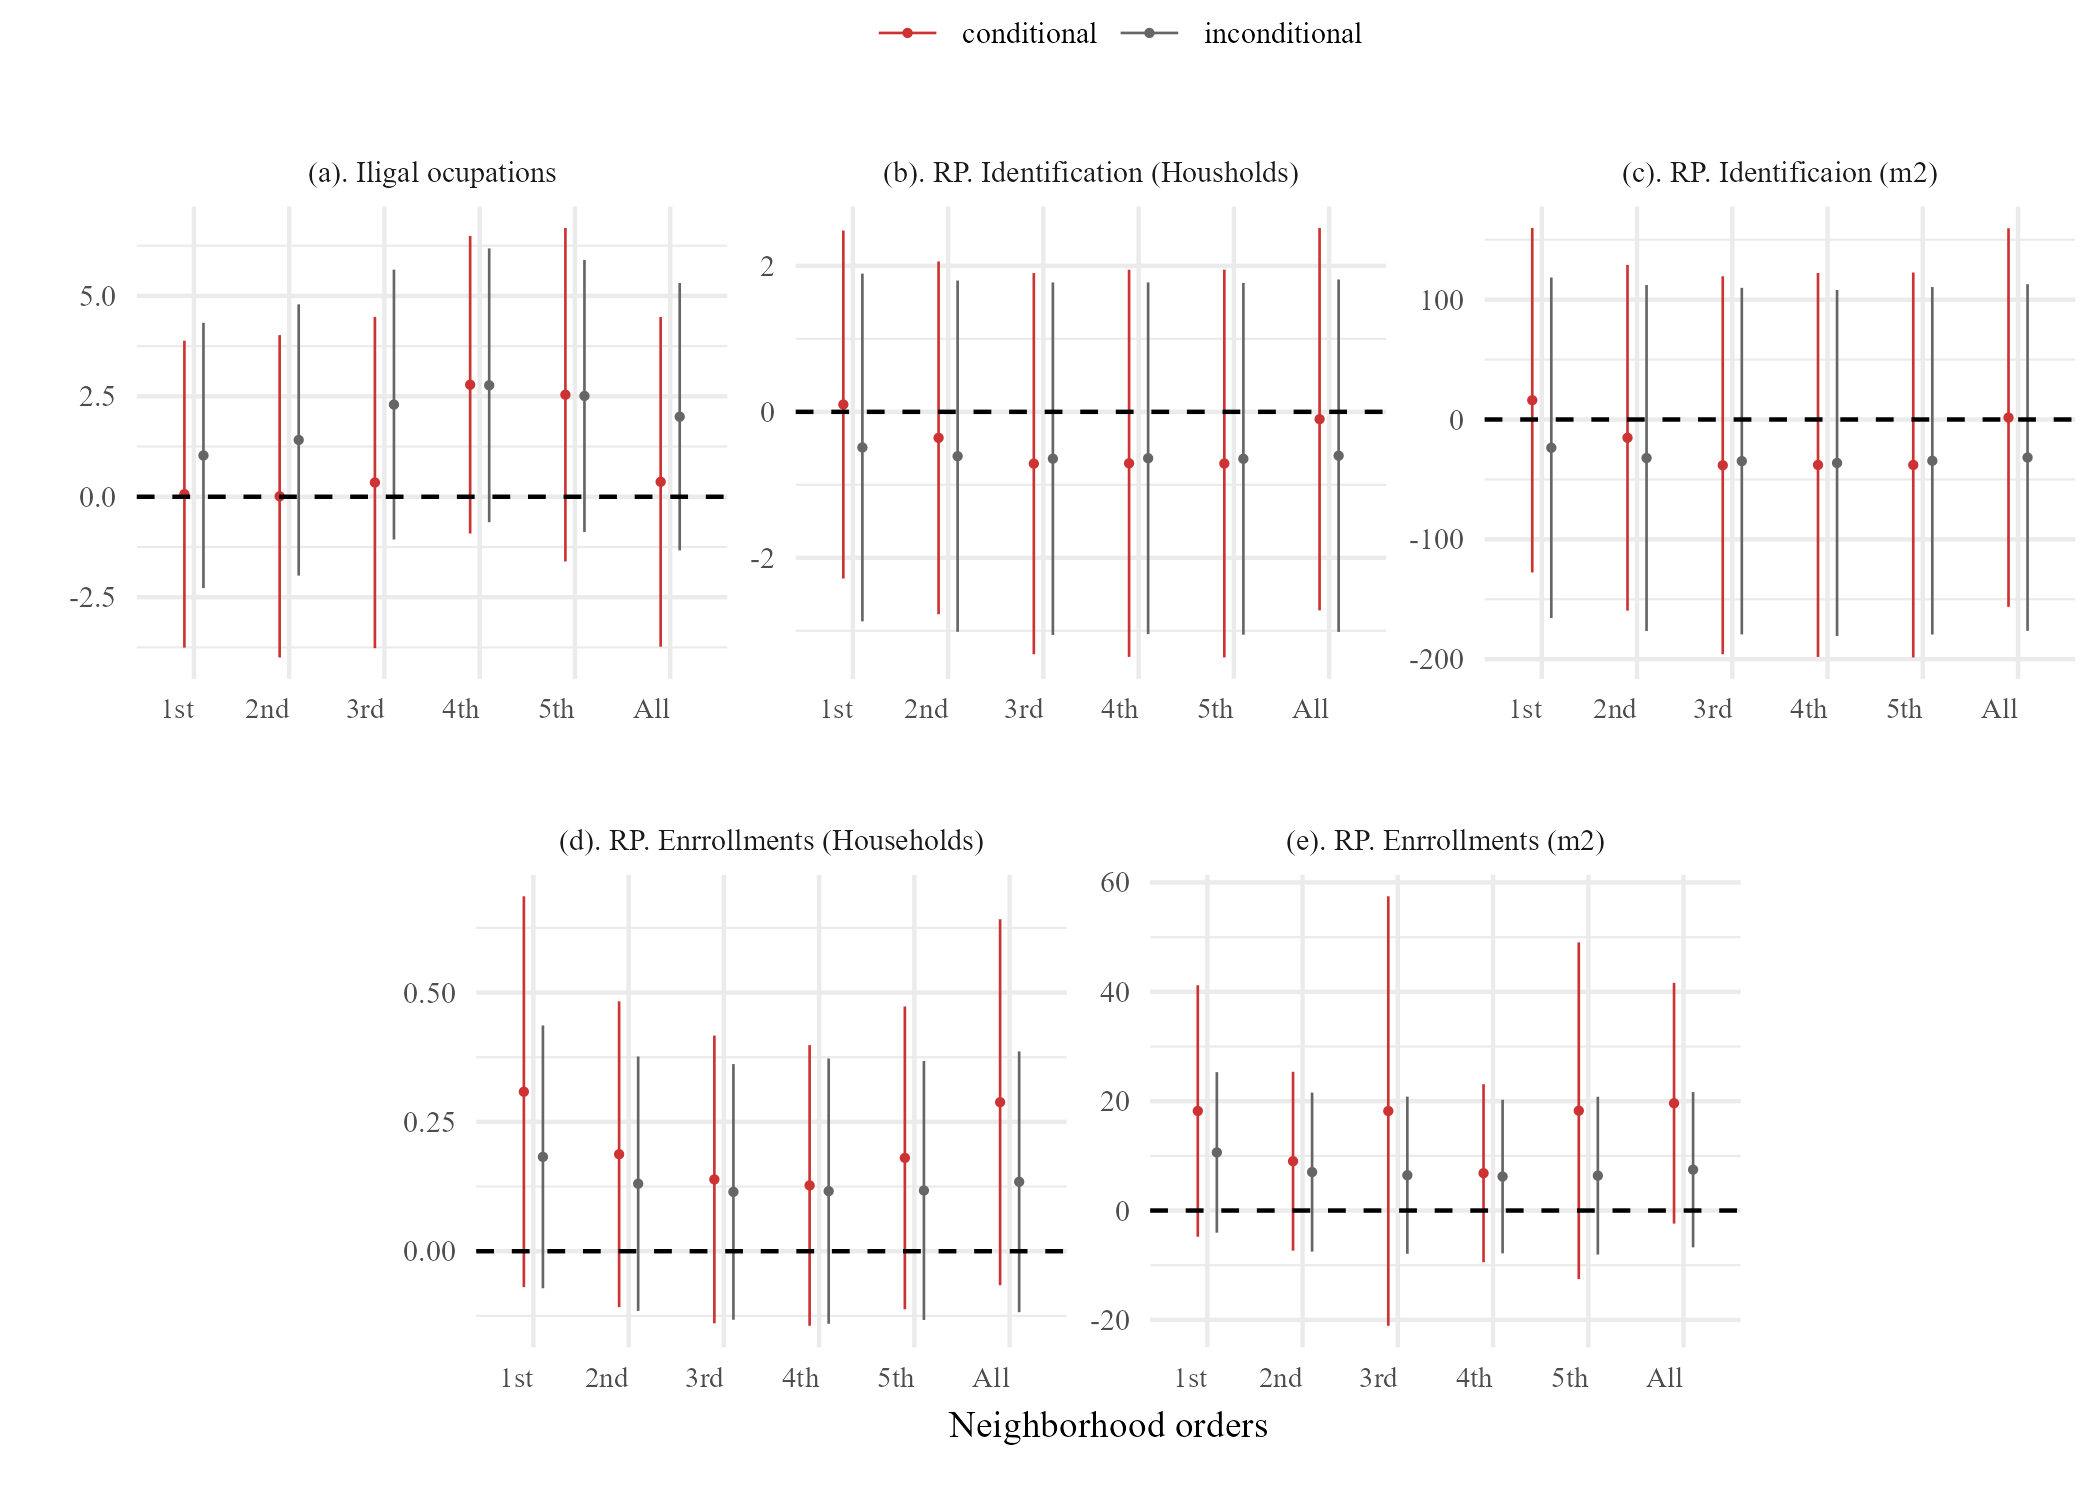 conditional inconditional
(a). Iligal ocupations
5.0
2.5
0.0
-2.5
1st 2nd 3rd 4th 5th All
(b). RP. Identification (Housholds)
2
0
-2
1st 2nd 3rd 4th 5th All
(c). RP. Identificaion (m2)
100
0
-100
-200
1st 2nd 3rd 4th 5th All
(d). RP. Enrrollments (Households)
0.50
0.25
0.00
1st 2nd 3rd 4th 5th All
(e). RP. Enrrollments (m2)
60
40
20
0
-20
1st 2nd 3rd 4th 5th All
Neighborhood orders